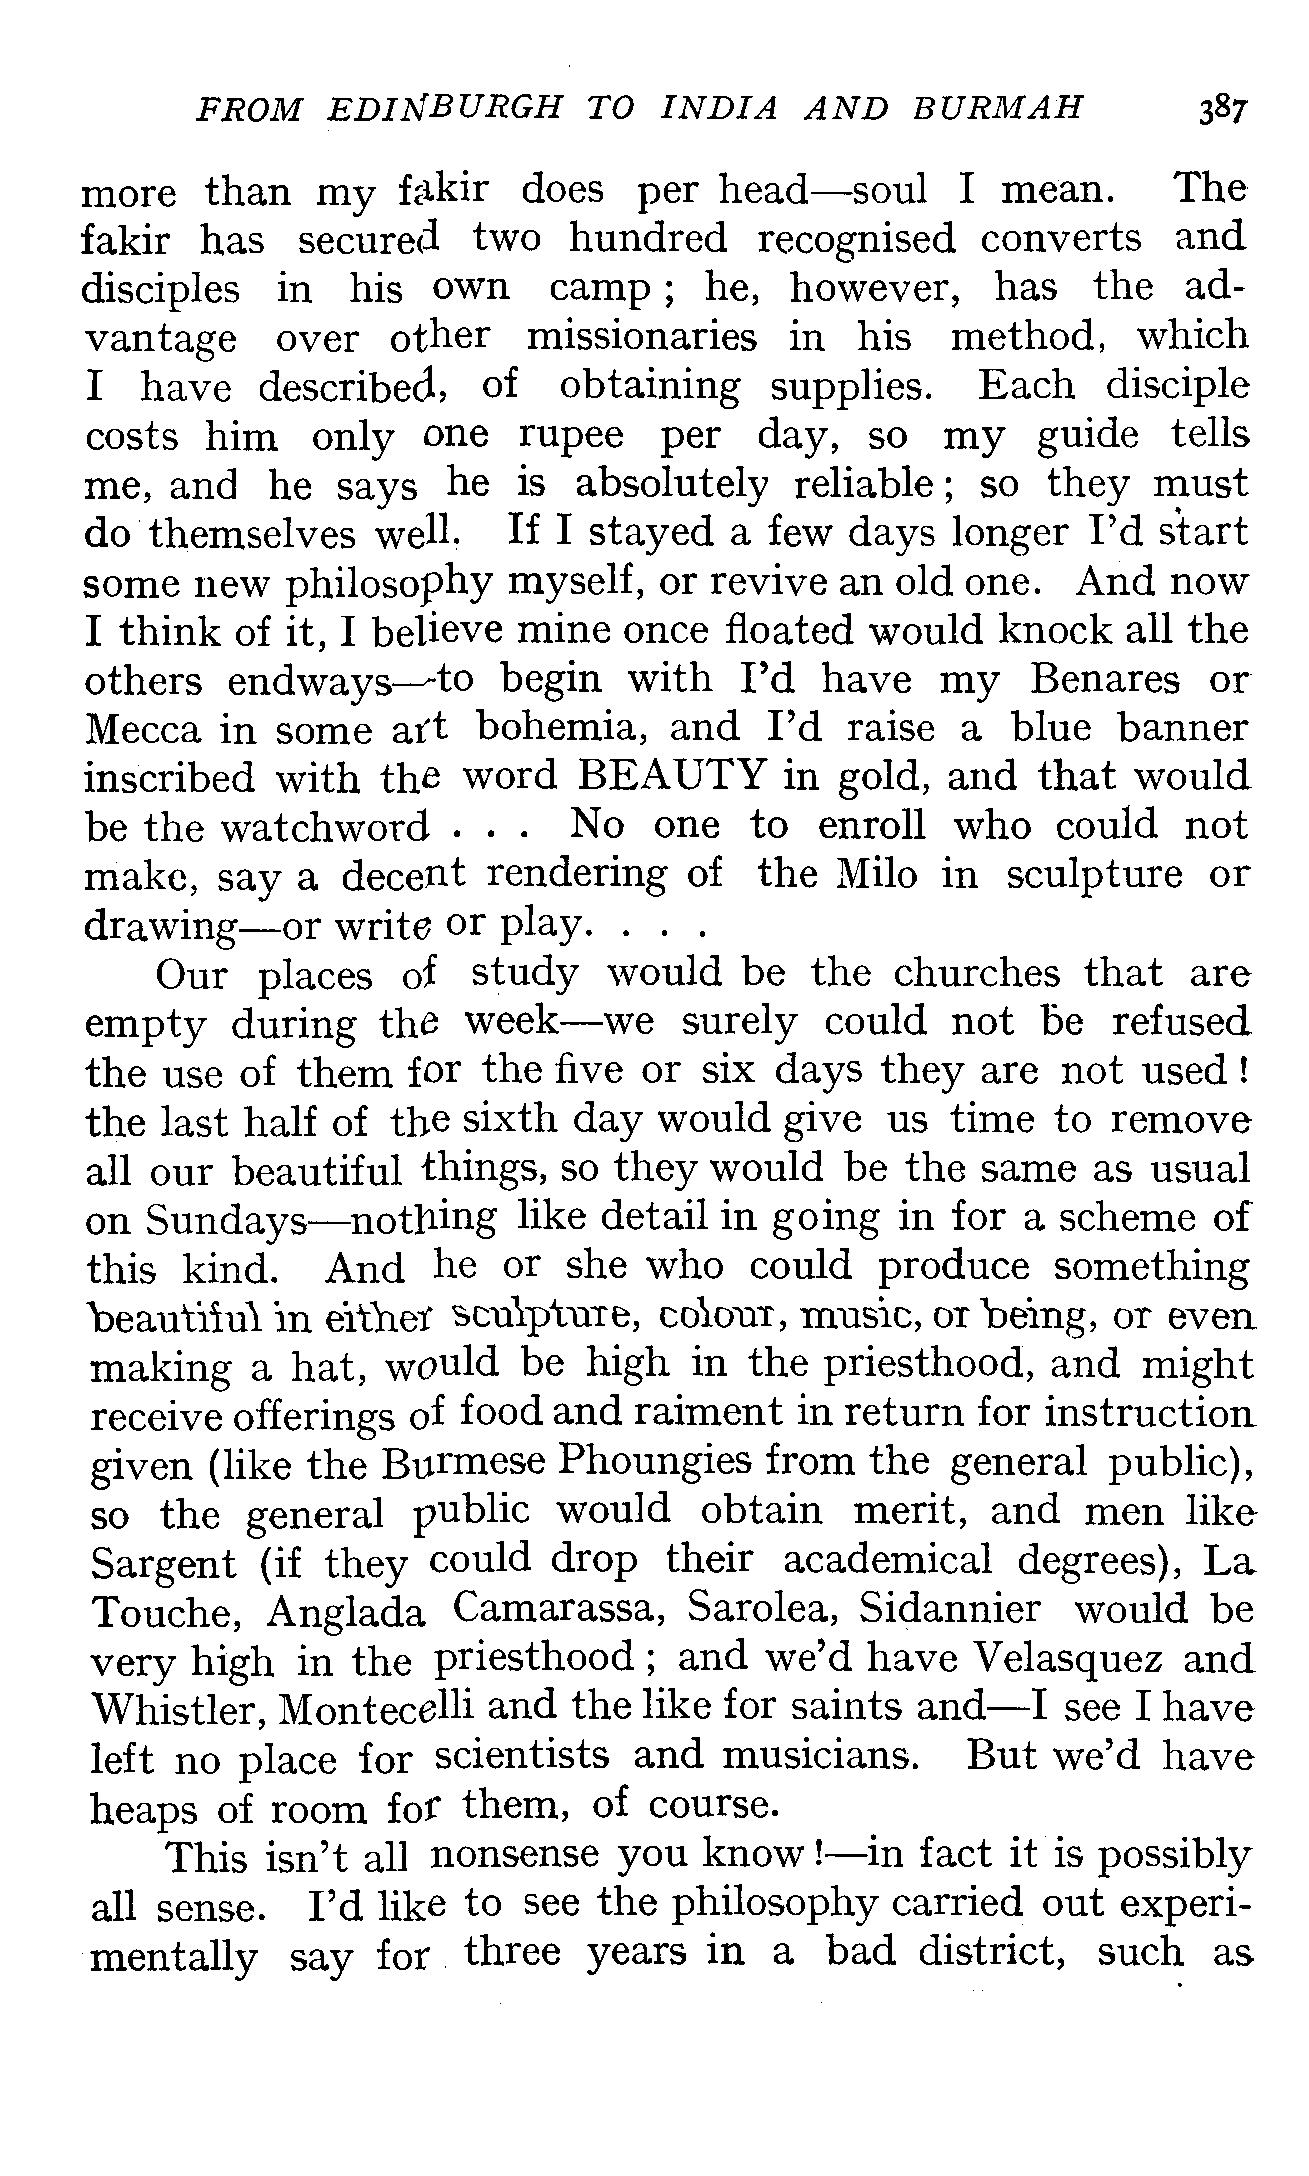 FROM EDINBURGH TO INDIA AND BURMAH 387
more than my fakir does per head—soul I mean. The
fakir has secured two hundred recognised converts and
disciples in his own camp; he, however, has the ad-
vantage over other missionaries in his method, which
I have described, of obtaining supplies. Each disciple
costs him only one rupee per day, so my guide tells
me, and he says he is absolutely reliable; so they must
do themselves well. If I stayed a few days longer I'd start
some new philosophy myself, or revive an old one. And now
I think of it, I believe mine once floated would knock all the
others endways—to begin with I'd have my Benares or
Mecca in some art bohemia, and I'd raise a blue banner
inscribed with the word BEAUTY in gold, and that would
be the watchword . . . No one to enroll who could not
make, say a decent rendering of the Milo in sculpture or
drawing—or write or play. . . .
Our places of study would be the churches that are
empty during the week—we surely could not be refused
the use of them for the five or six days they are not used!
the last half of the sixth day would give us time to remove
all our beautiful things, so they would be the same as usual
on Sundays—nothing like detail in going in for a scheme of
this kind. And he or she who could produce something
beautiful in either sculpture, colour, music, or being, or even
making a hat, would be high in the priesthood, and might
receive offerings of food and raiment in return for instruction
given (like the Burmese Phoungies from the general public),
so the general public would obtain merit, and men like
Sargent (if they could drop their academical degrees), La
Touche, Anglada Camarassa, Sarolea, Sidannier would be
very high in the priesthood; and we'd have Velasquez and
Whistler, Montecelli and the like for saints and—I see I have
left no place for scientists and musicians. But we'd have
heaps of room for them, of course.
This isn't all nonsense you know!—in fact it is possibly
all sense. I'd like to see the philosophy carried out experi-
mentally say for three years in a bad district, such as